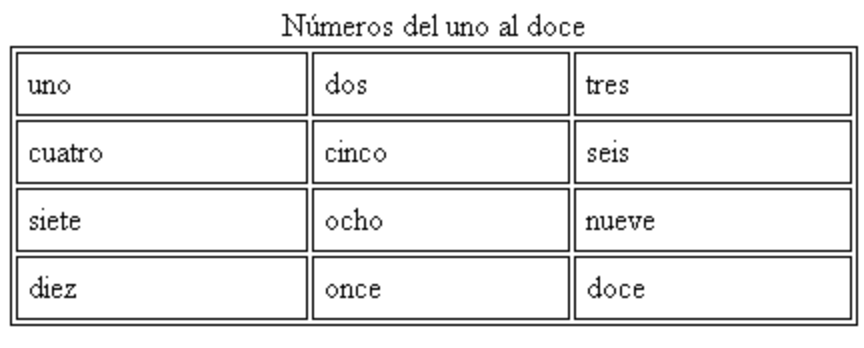 Números del uno al doce
uno dos tres
cuatro cinco seis
siete ocho nueve
diez once doce